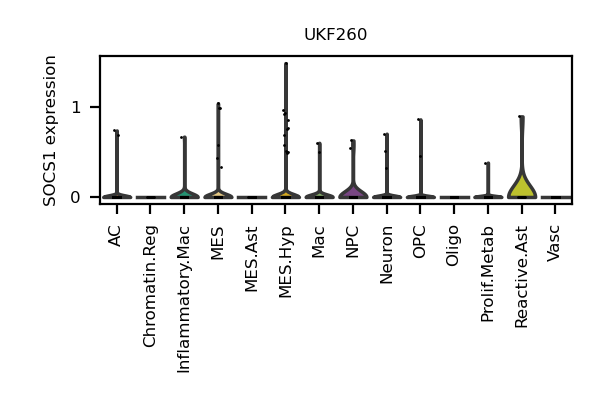 UKF260
SOCS1 expression
1
0
AC
Chromatin.Reg
Inflammatory.Mac
MES
MES.Ast
MES.Hyp
Mac
NPC
Neuron
OPC
Oligo
Prolif.Metab
Reactive.Ast
Vasc